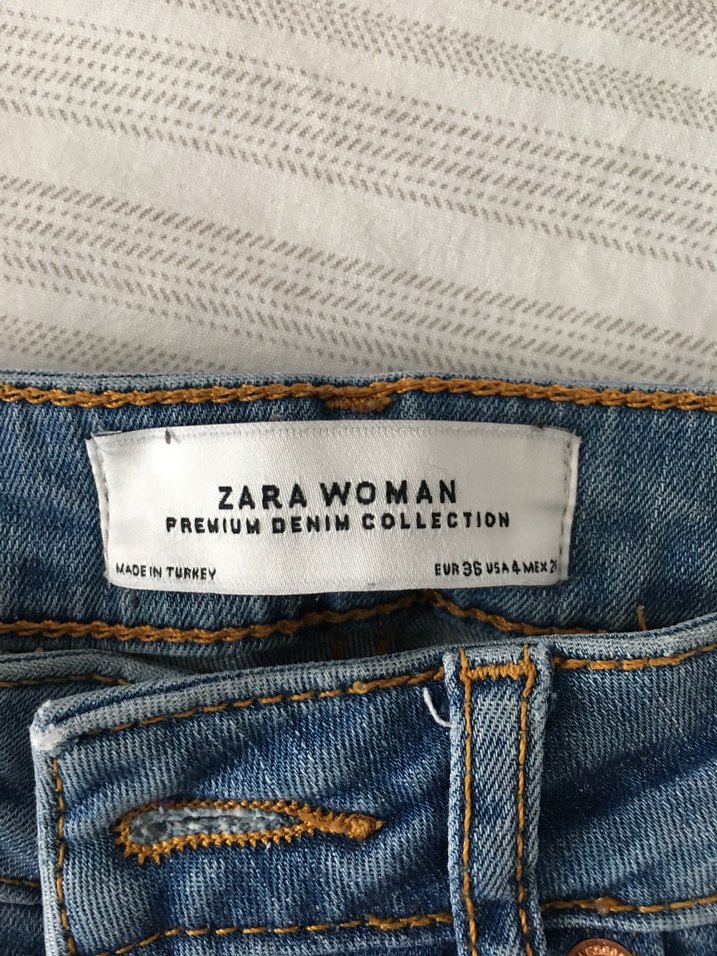 ZARA WOMAN
PREMIUM DENIM COLLECTION
MADE IN TURKEY EUR 36 USA 4 MEX